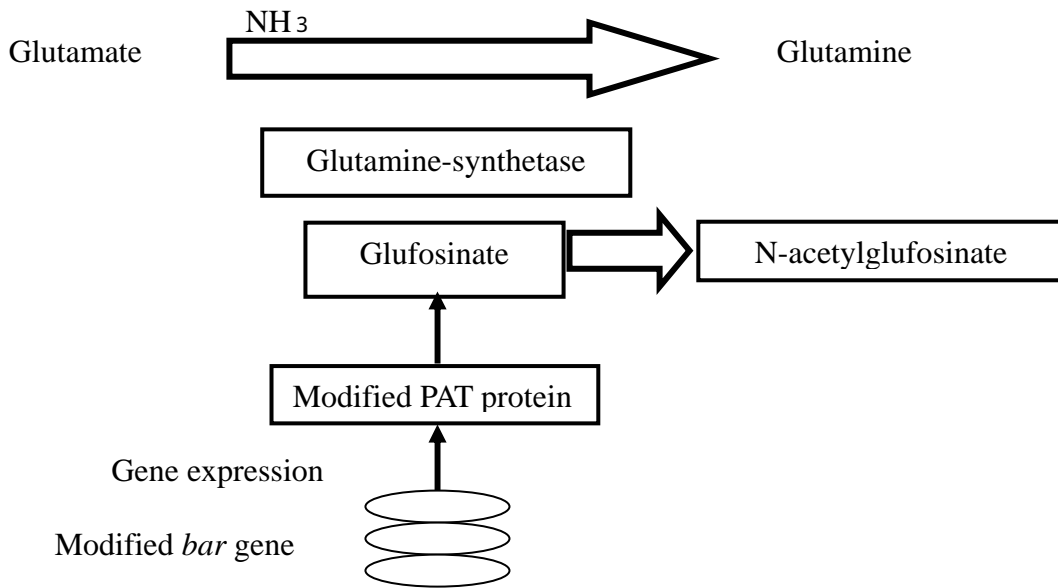 NH3
Glutamate
Glutamine
Glutamine-synthetase
Glufosinate
N-acetylglufosinate
Modified PAT protein
Gene expression
Modified bar gene